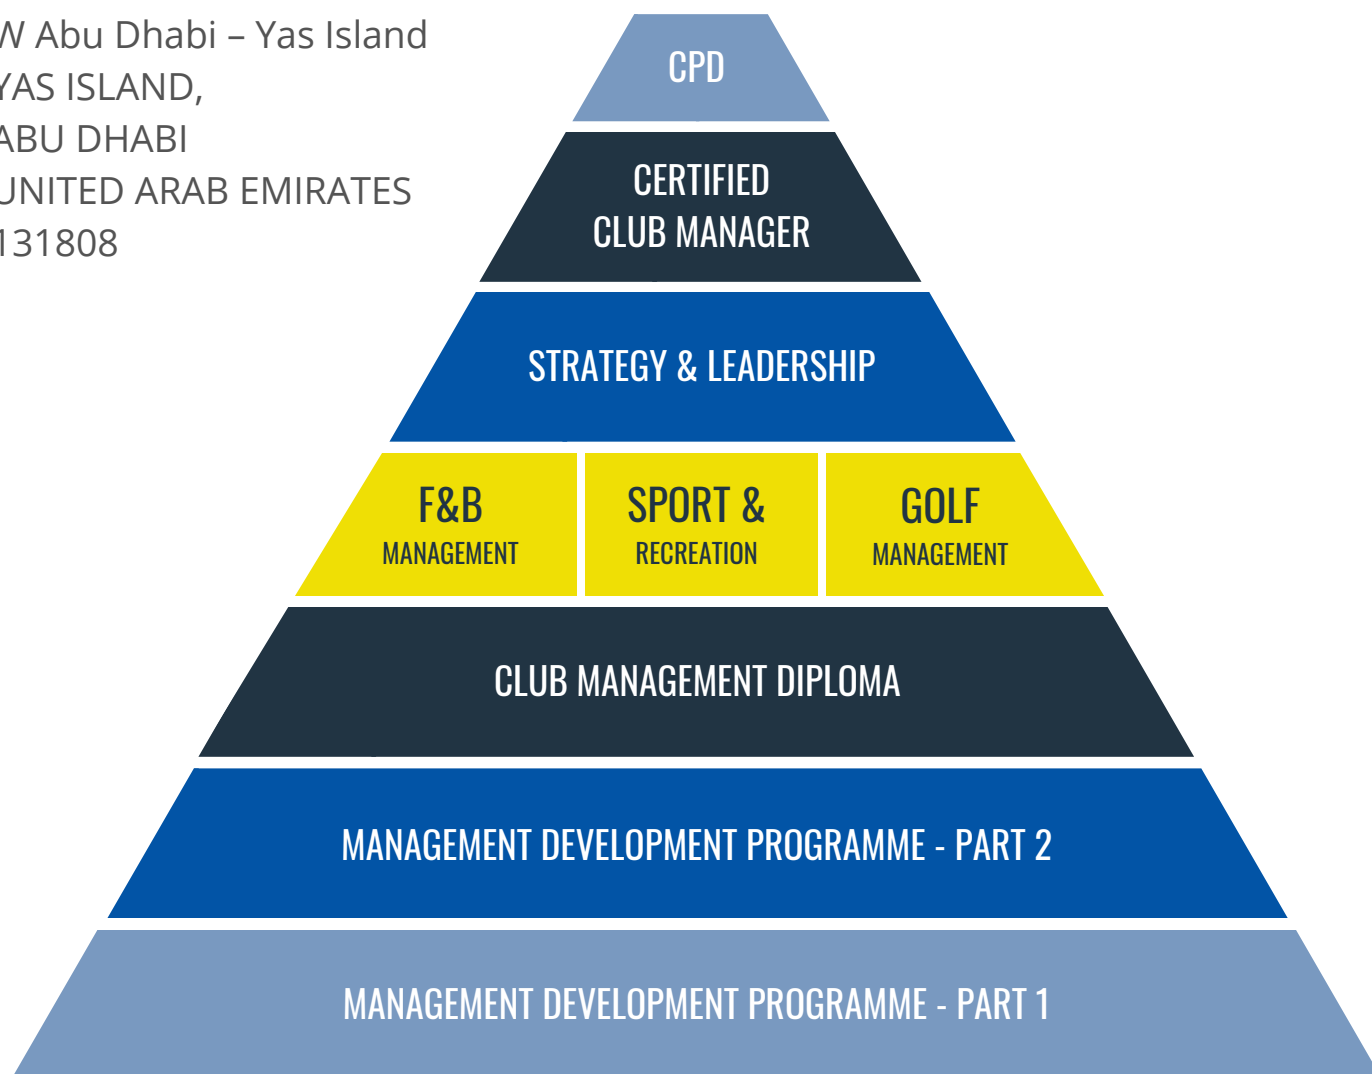 W Abu Dhabi – Yas Island
YAS ISLAND,
ABU DHABI
UNITED ARAB EMIRATES
131808
CPD
CERTIFIED
CLUB MANAGER
STRATEGY & LEADERSHIP
F&B
MANAGEMENT
SPORT &
RECREATION
GOLF
MANAGEMENT
CLUB MANAGEMENT DIPLOMA
MANAGEMENT DEVELOPMENT PROGRAMME - PART 2
MANAGEMENT DEVELOPMENT PROGRAMME - PART 1